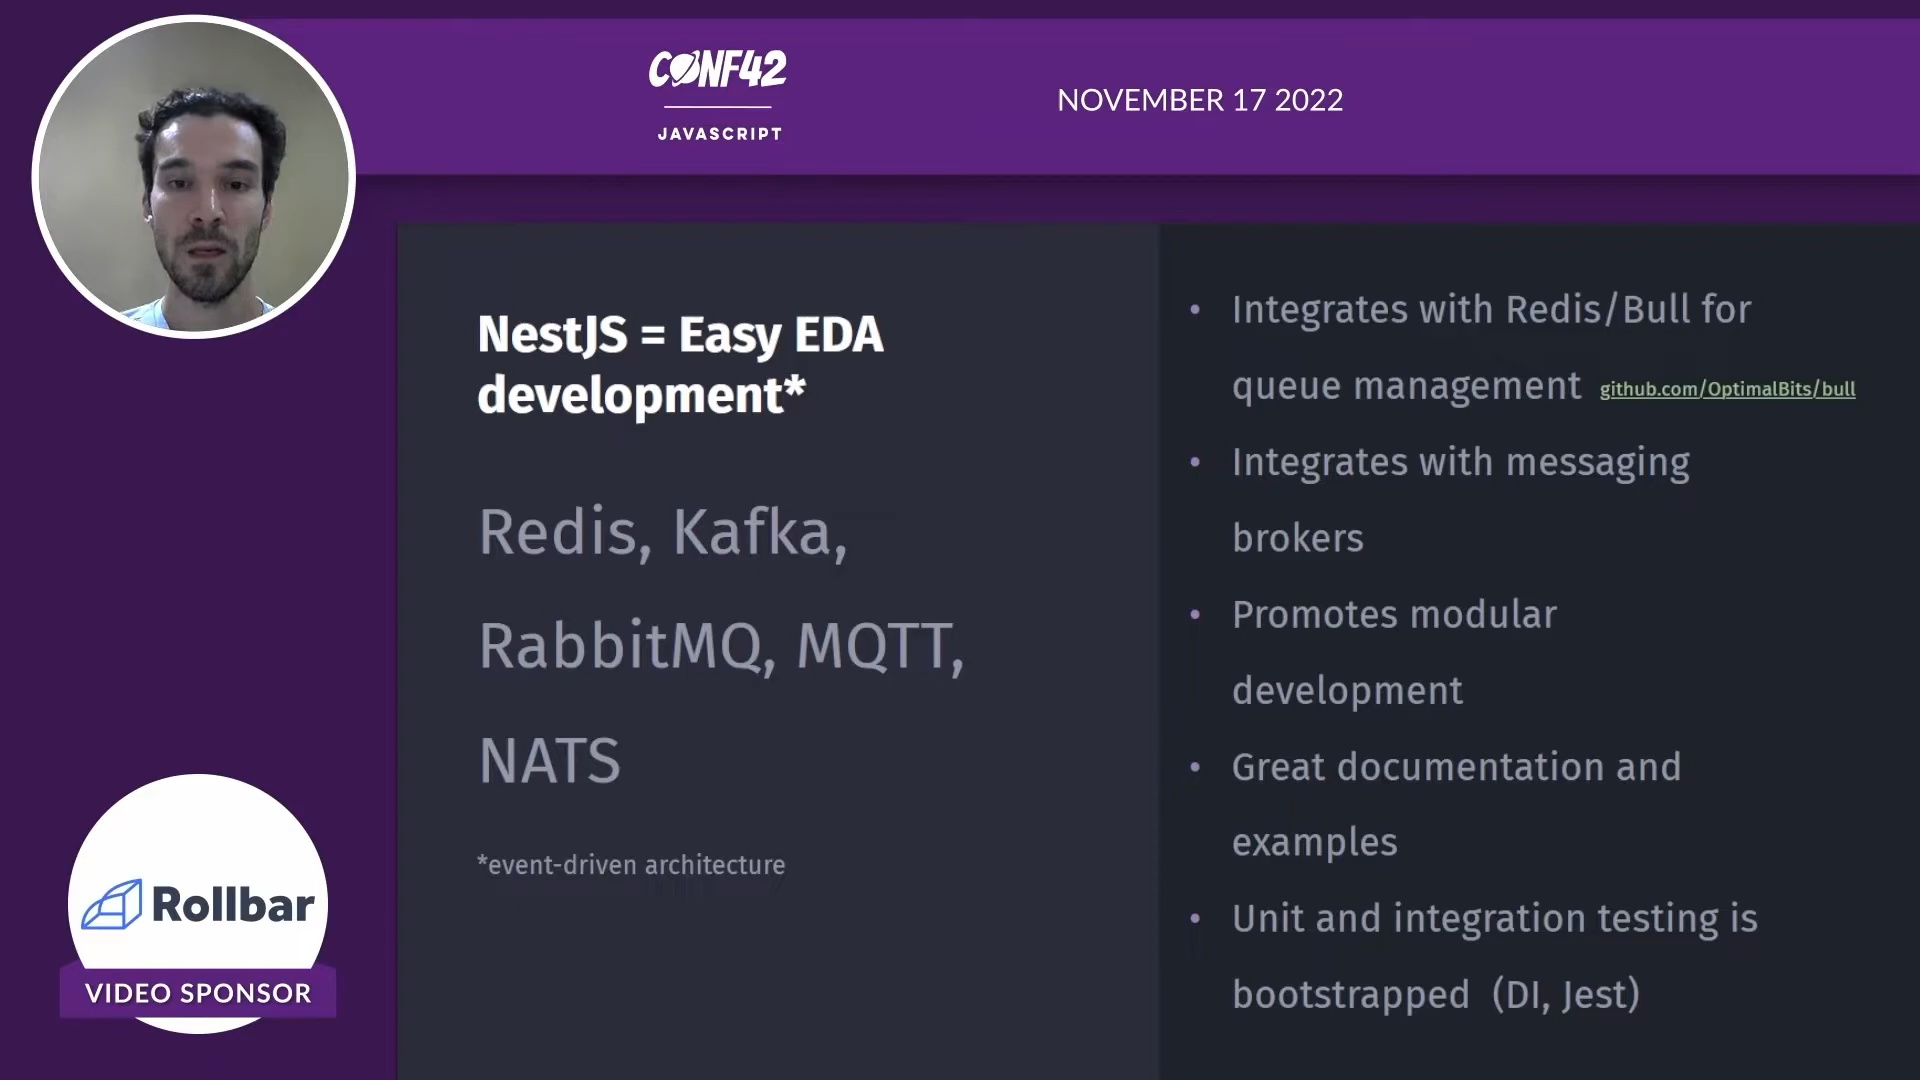 CONF42
JAVASCRIPT
NOVEMBER 17 2022
NestJS = Easy EDA
development*
Redis, Kafka,
RabbitMQ, MQTT,
NATS
*event-driven architecture
• Integrates with Redis/Bull for
queue management github.com/OptimalBits/bull
• Integrates with messaging
brokers
• Promotes modular
development
• Great documentation and
examples
• Unit and integration testing is
bootstrapped (DI, Jest)
Rollbar
VIDEO SPONSOR